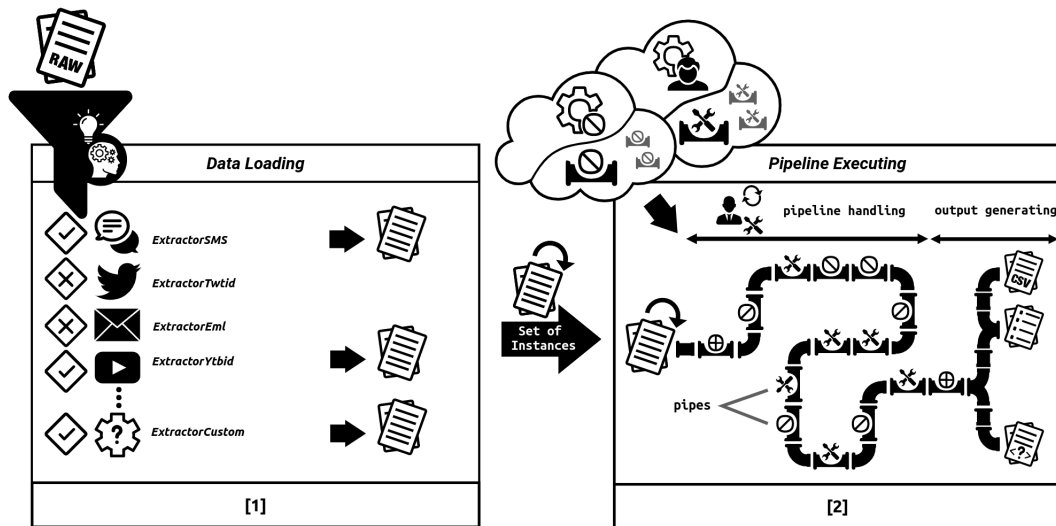 RAW
Data Loading
Pipeline Executing
pipeline handling
output generating
ExtractorSMS
ExtractorTwtid
CSV
ExtractorEml
Set of
Instances
ExtractorYtbid
pipes
ExtractorCustom
?
<?>
[1]
[2]